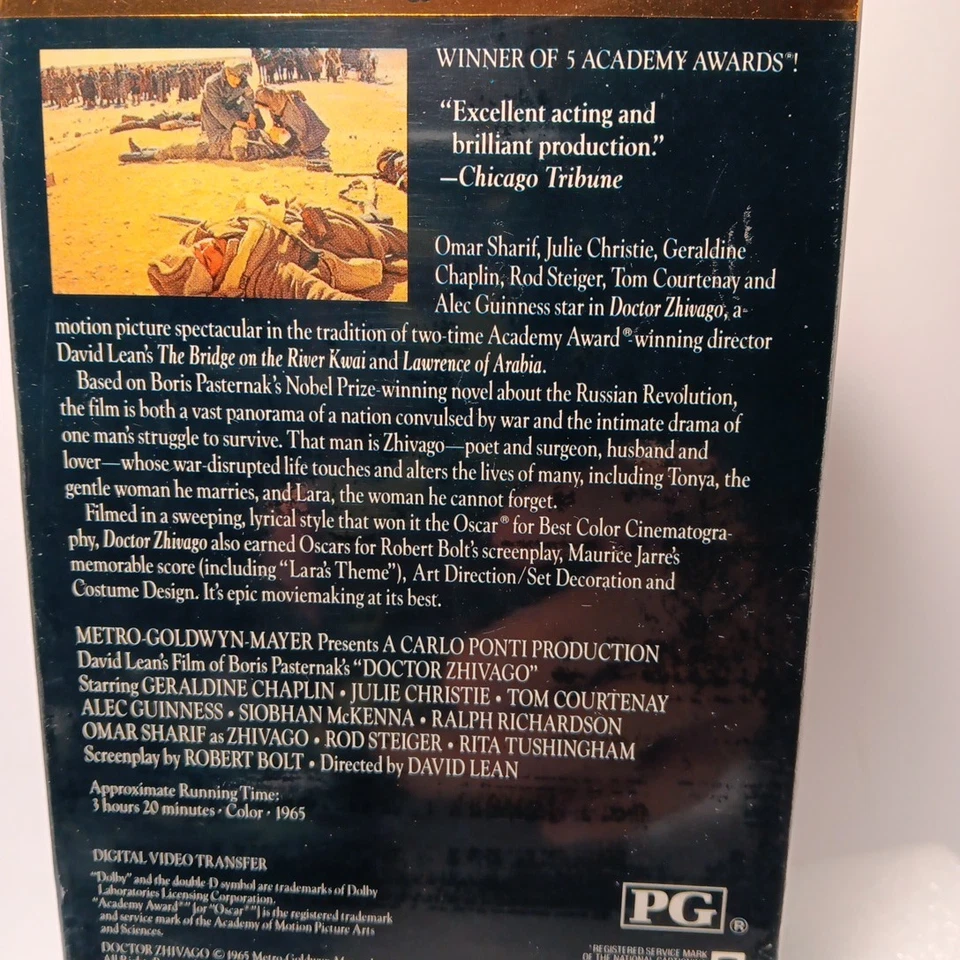 WINNER OF 5 ACADEMY AWARDS®!
“Excellent acting and
brilliant production.”
—Chicago Tribune
Omar Sharif, Julie Christie, Geraldine
Chaplin, Rod Steiger, Tom Courtenay and
Alec Guinness star in Doctor Zhivago, a
motion picture spectacular in the tradition of two-time Academy Award®-winning director
David Lean's The Bridge on the River Kwai and Lawrence of Arabia.
Based on Boris Pasternak's Nobel Prize-winning novel about the Russian Revolution,
the film is both a vast panorama of a nation convulsed by war and the intimate drama of
one man's struggle to survive. That man is Zhivago—poet and surgeon, husband and
lover—whose war-disrupted life touches and alters the lives of many, including Tonya, the
gentle woman he marries, and Lara, the woman he cannot forget.
Filmed in a sweeping, lyrical style that won it the Oscar® for Best Color Cinematogra-
phy, Doctor Zhivago also earned Oscars for Robert Bolt's screenplay, Maurice Jarre's
memorable score (including “Lara's Theme”), Art Direction/Set Decoration and
Costume Design. It's epic moviemaking at its best.
METRO-GOLDWYN-MAYER Presents A CARLO PONTI PRODUCTION
David Lean's Film of Boris Pasternak's “DOCTOR ZHIVAGO”
Starring GERALDINE CHAPLIN • JULIE CHRISTIE • TOM COURTENAY
ALEC GUINNESS • SIOBHAN McKENNA • RALPH RICHARDSON
OMAR SHARIF as ZHIVAGO • ROD STEIGER • RITA TUSHINGHAM
Screenplay by ROBERT BOLT • Directed by DAVID LEAN
Approximate Running Time:
3 hours 20 minutes • Color • 1965
DIGITAL VIDEO TRANSFER
“Dolby” and the double-D symbol are trademarks of Dolby
Laboratories Licensing Corporation.
“Academy Award®” [or “Oscar®”] is the registered trademark
and service mark of the Academy of Motion Picture Arts
and Sciences.
DOCTOR ZHIVAGO © 1965 Metro-Goldwyn-
All
PG ®
REGISTERED SERVICE MARK
OF THE NATIONAL